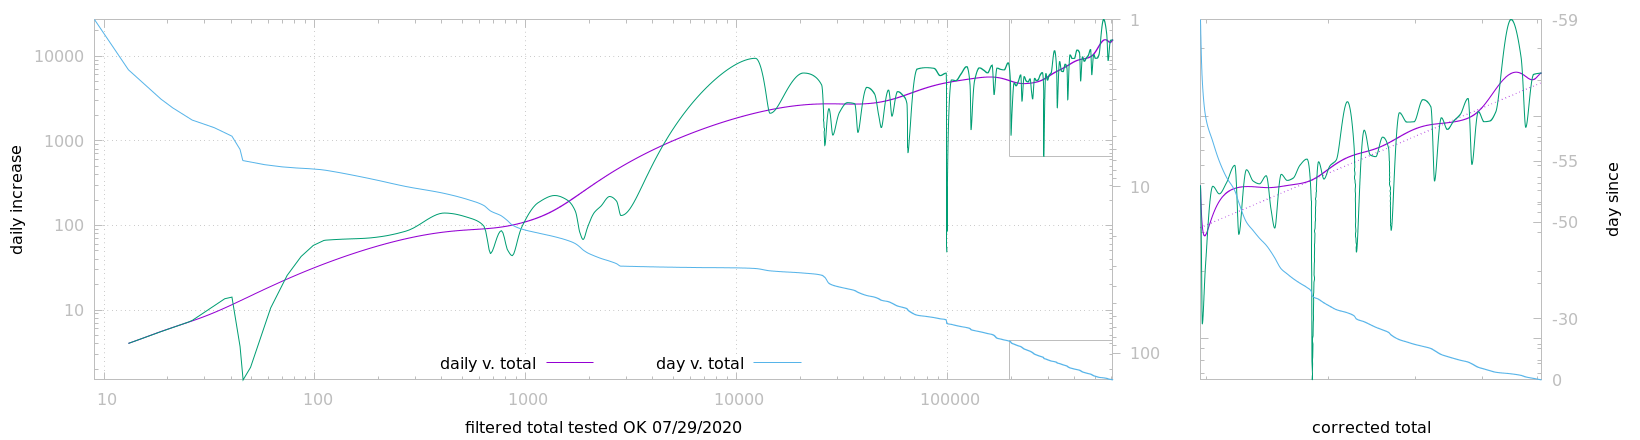 10000
1000
100
10
daily increase
10
100
1000
10000
100000
filtered total tested OK 07/29/2020
daily v. total
day v. total
1
10
100
-59
-55
-50
-30
0
day since
corrected total